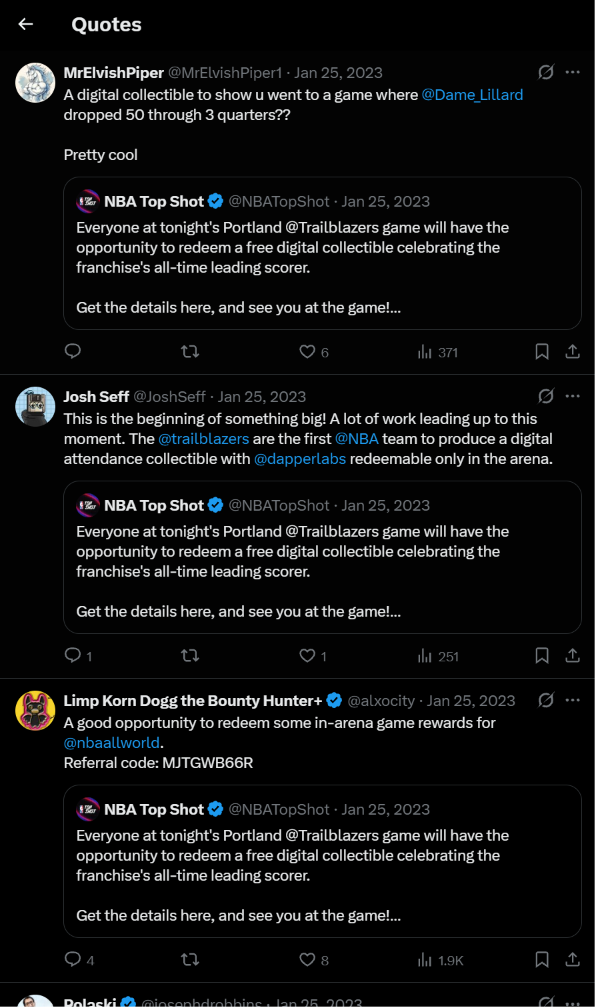 Quotes
MrElvishPiper @MrElvishPiper1 · Jan 25, 2023
A digital collectible to show u went to a game where @Dame_Lillard
dropped 50 through 3 quarters??
Pretty cool
NBA Top Shot @NBATopShot · Jan 25, 2023
Everyone at tonight's Portland @Trailblazers game will have the
opportunity to redeem a free digital collectible celebrating the
franchise's all-time leading scorer.
Get the details here, and see you at the game!...
6 371
Josh Seff @JoshSeff · Jan 25, 2023
This is the beginning of something big! A lot of work leading up to this
moment. The @trailblazers are the first @NBA team to produce a digital
attendance collectible with @dapperlabs redeemable only in the arena.
NBA Top Shot @NBATopShot · Jan 25, 2023
Everyone at tonight's Portland @Trailblazers game will have the
opportunity to redeem a free digital collectible celebrating the
franchise's all-time leading scorer.
Get the details here, and see you at the game!...
1 1 251
Limp Korn Dogg the Bounty Hunter+ @alxocity · Jan 25, 2023
A good opportunity to redeem some in-arena game rewards for
@nbaallworld.
Referral code: MJTGWB66R
NBA Top Shot @NBATopShot · Jan 25, 2023
Everyone at tonight's Portland @Trailblazers game will have the
opportunity to redeem a free digital collectible celebrating the
franchise's all-time leading scorer.
Get the details here, and see you at the game!...
4 8 1.9K
Polaski @josephdrobbins · Jan 25, 2023